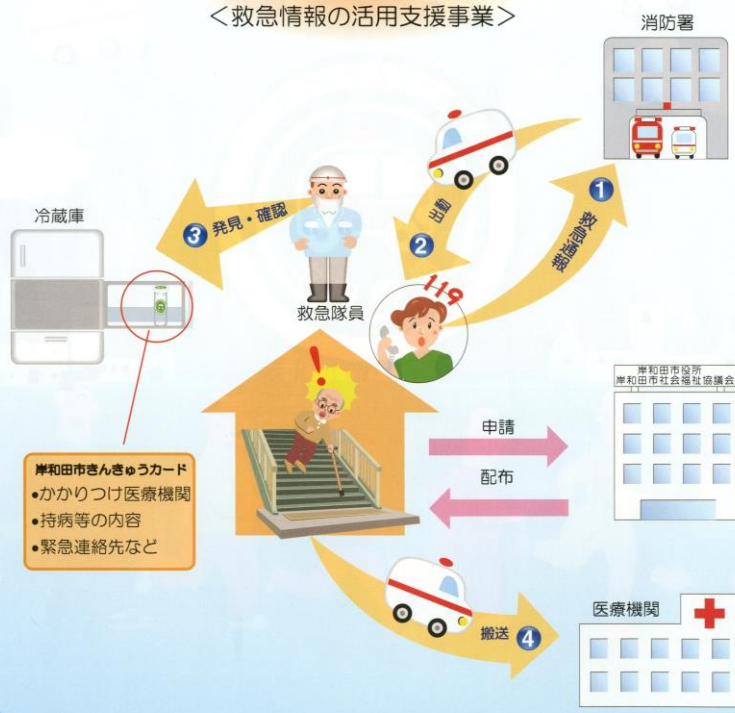 ＜救急情報の活用支援事業＞
消防署
① 救急通報
② 出
冷蔵庫
③ 発見・確認
救急隊員
119
岸和田市役所
岸和田市社会福祉協議会
申請
配布
岸和田市きんきゅうカード
•かかりつけ医療機関
•持病等の内容
•緊急連絡先など
搬送 ④
医療機関